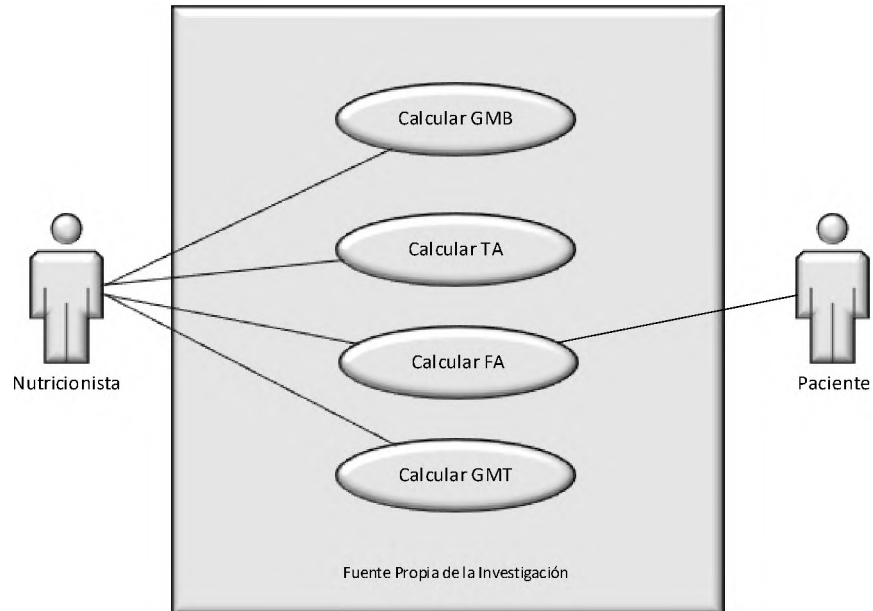 Calcular GMB
Calcular TA
Calcular FA
Calcular GMT
Nutricionista
Paciente
Fuente Propia de la Investigación